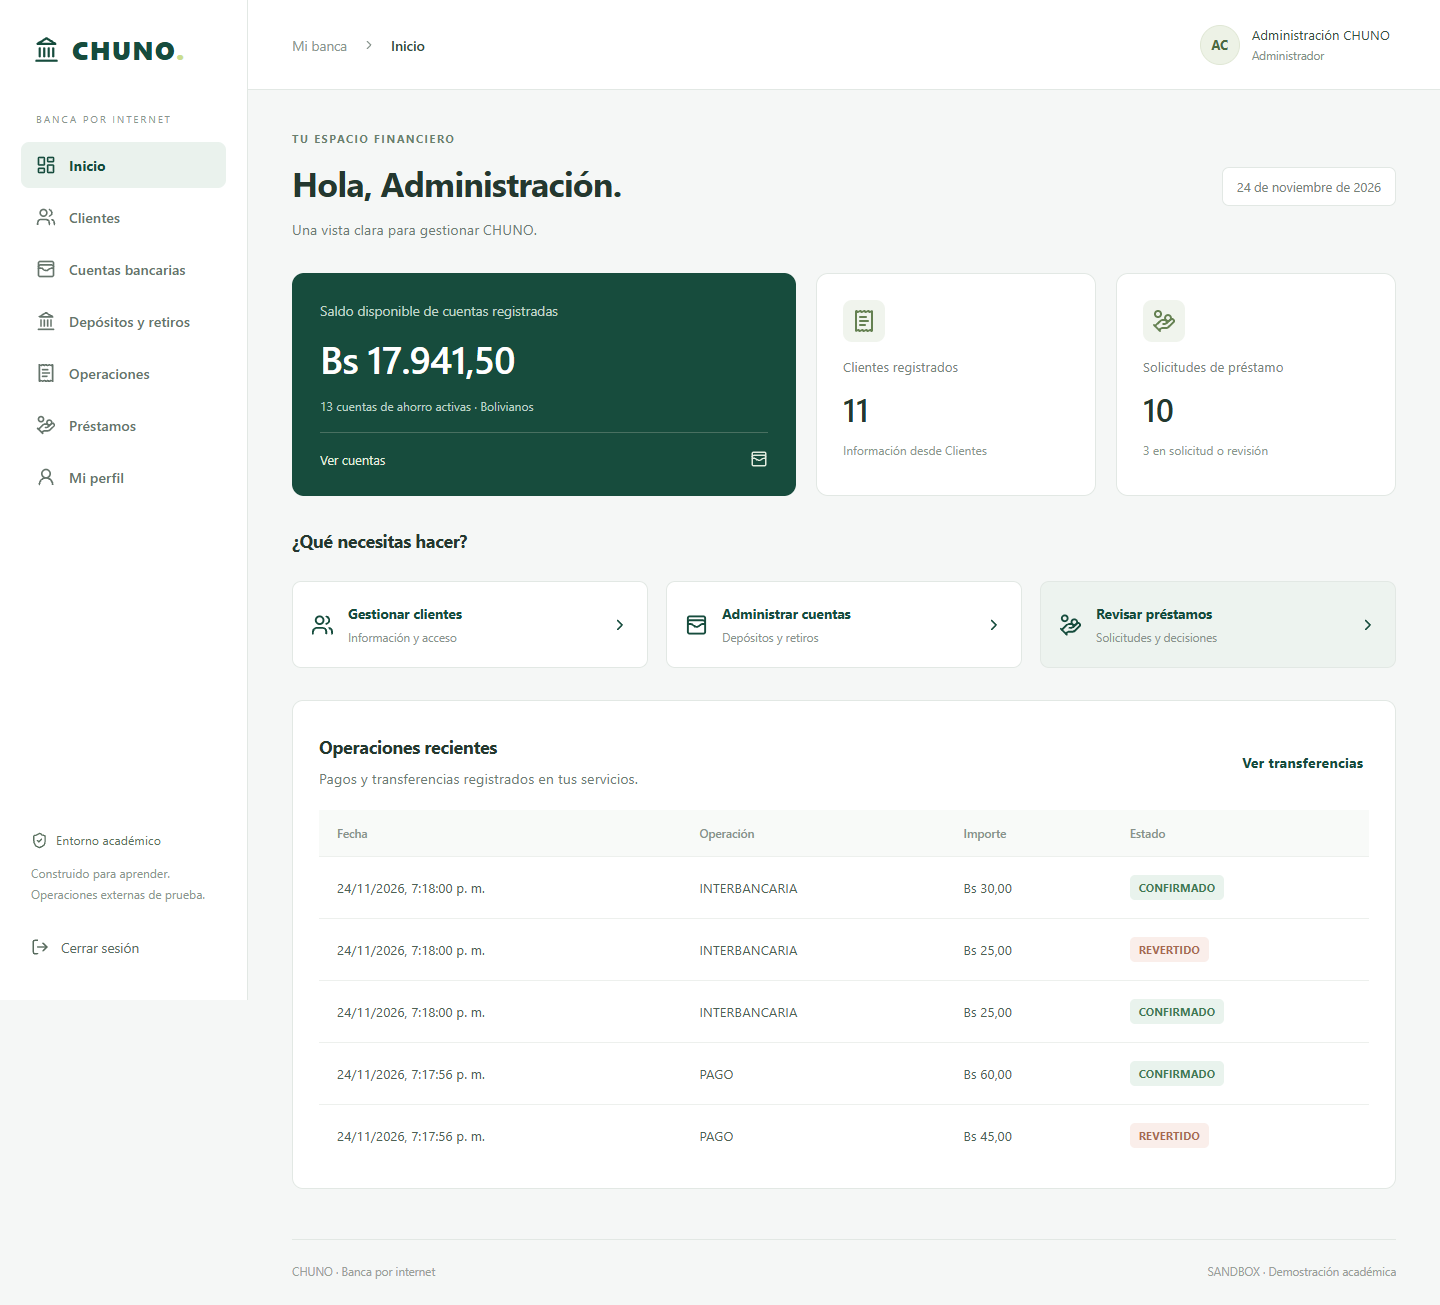 CHUNO.
BANCA POR INTERNET
Inicio
Clientes
Cuentas bancarias
Depósitos y retiros
Operaciones
Préstamos
Mi perfil
Entorno académico
Construido para aprender.
Operaciones externas de prueba.
Cerrar sesión
Mi banca
Inicio
AC
Administración CHUNO
Administrador
TU ESPACIO FINANCIERO
Hola, Administración.
Una vista clara para gestionar CHUNO.
24 de noviembre de 2026
Saldo disponible de cuentas registradas
Bs 17.941,50
13 cuentas de ahorro activas · Bolivianos
Ver cuentas
Clientes registrados
11
Información desde Clientes
Solicitudes de préstamo
10
3 en solicitud o revisión
¿Qué necesitas hacer?
Gestionar clientes
Información y acceso
Administrar cuentas
Depósitos y retiros
Revisar préstamos
Solicitudes y decisiones
Operaciones recientes
Pagos y transferencias registrados en tus servicios.
Ver transferencias
Fecha Operación Importe Estado
24/11/2026, 7:18:00 p. m. INTERBANCARIA Bs 30,00 CONFIRMADO
24/11/2026, 7:18:00 p. m. INTERBANCARIA Bs 25,00 REVERTIDO
24/11/2026, 7:18:00 p. m. INTERBANCARIA Bs 25,00 CONFIRMADO
24/11/2026, 7:17:56 p. m. PAGO Bs 60,00 CONFIRMADO
24/11/2026, 7:17:56 p. m. PAGO Bs 45,00 REVERTIDO
CHUNO · Banca por internet
SANDBOX · Demostración académica